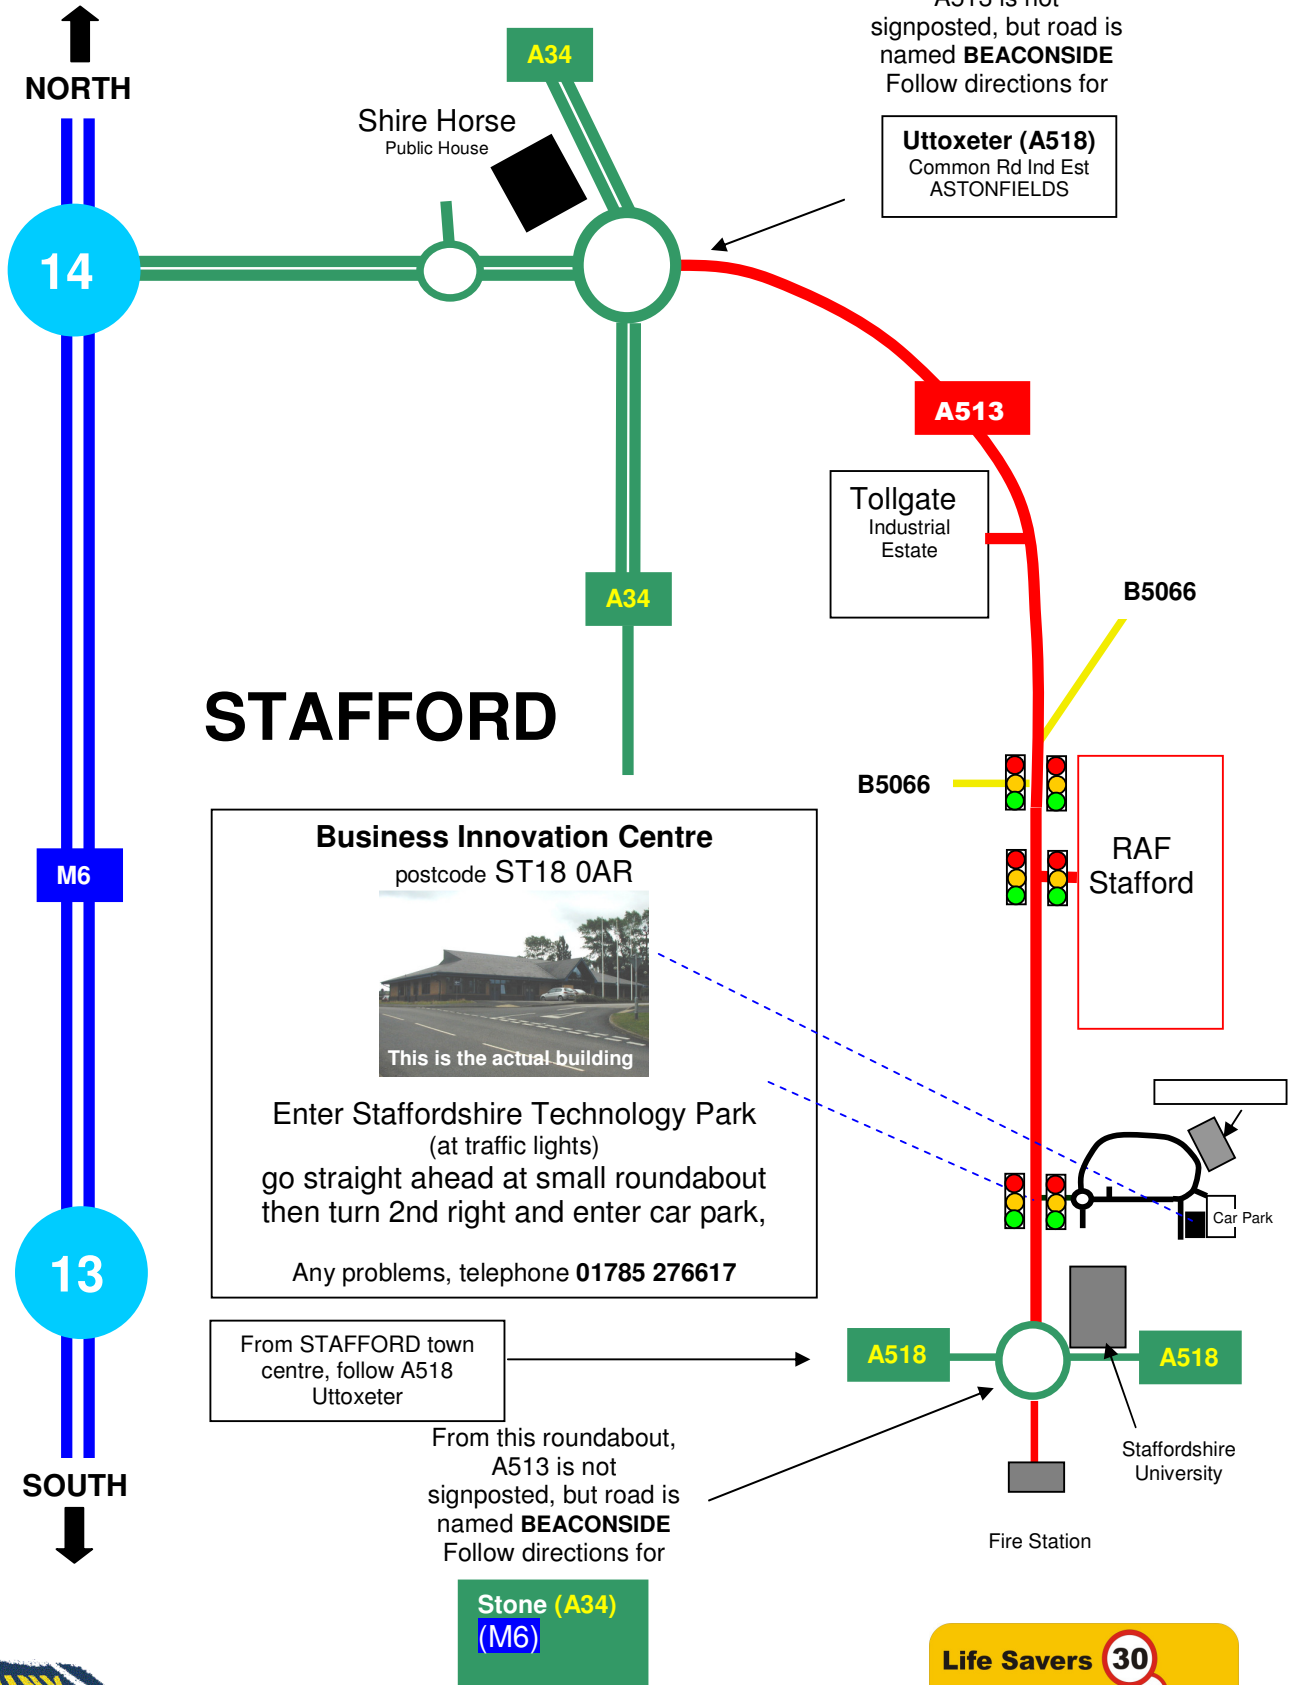 A513 is not
signposted, but road is
named BEACONSIDE
Follow directions for
Uttoxeter (A518)
Common Rd Ind Est
ASTONFIELDS
NORTH
A34
Shire Horse
Public House
14
A513
Tollgate
Industrial
Estate
A34
B5066
STAFFORD
B5066
M6
RAF
Stafford
Business Innovation Centre
postcode ST18 0AR
This is the actual building
Enter Staffordshire Technology Park
(at traffic lights)
go straight ahead at small roundabout
then turn 2nd right and enter car park,
Any problems, telephone 01785 276617
Car Park
13
From STAFFORD town
centre, follow A518
Uttoxeter
A518
A518
From this roundabout,
A513 is not
signposted, but road is
named BEACONSIDE
Follow directions for
Stone (A34)
(M6)
Staffordshire
University
Fire Station
SOUTH
Life Savers 30